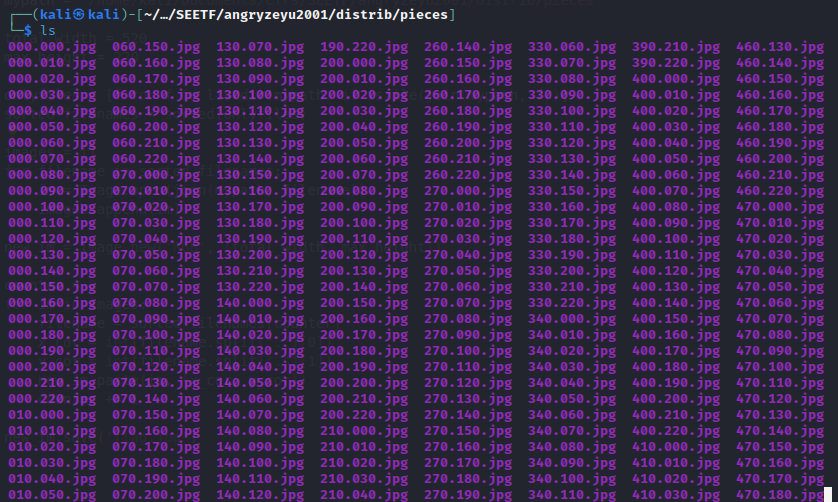 (kali㉿kali)-[~/…/SEETF/angryzeyu2001/distrib/pieces]
$ ls
000.000.jpg 060.150.jpg 130.070.jpg 190.220.jpg 260.140.jpg 330.060.jpg 390.210.jpg 460.130.jpg
000.010.jpg 060.160.jpg 130.080.jpg 200.000.jpg 260.150.jpg 330.070.jpg 390.220.jpg 460.140.jpg
000.020.jpg 060.170.jpg 130.090.jpg 200.010.jpg 260.160.jpg 330.080.jpg 400.000.jpg 460.150.jpg
000.030.jpg 060.180.jpg 130.100.jpg 200.020.jpg 260.170.jpg 330.090.jpg 400.010.jpg 460.160.jpg
000.040.jpg 060.190.jpg 130.110.jpg 200.030.jpg 260.180.jpg 330.100.jpg 400.020.jpg 460.170.jpg
000.050.jpg 060.200.jpg 130.120.jpg 200.040.jpg 260.190.jpg 330.110.jpg 400.030.jpg 460.180.jpg
000.060.jpg 060.210.jpg 130.130.jpg 200.050.jpg 260.200.jpg 330.120.jpg 400.040.jpg 460.190.jpg
000.070.jpg 060.220.jpg 130.140.jpg 200.060.jpg 260.210.jpg 330.130.jpg 400.050.jpg 460.200.jpg
000.080.jpg 070.000.jpg 130.150.jpg 200.070.jpg 260.220.jpg 330.140.jpg 400.060.jpg 460.210.jpg
000.090.jpg 070.010.jpg 130.160.jpg 200.080.jpg 270.000.jpg 330.150.jpg 400.070.jpg 460.220.jpg
000.100.jpg 070.020.jpg 130.170.jpg 200.090.jpg 270.010.jpg 330.160.jpg 400.080.jpg 470.000.jpg
000.110.jpg 070.030.jpg 130.180.jpg 200.100.jpg 270.020.jpg 330.170.jpg 400.090.jpg 470.010.jpg
000.120.jpg 070.040.jpg 130.190.jpg 200.110.jpg 270.030.jpg 330.180.jpg 400.100.jpg 470.020.jpg
000.130.jpg 070.050.jpg 130.200.jpg 200.120.jpg 270.040.jpg 330.190.jpg 400.110.jpg 470.030.jpg
000.140.jpg 070.060.jpg 130.210.jpg 200.130.jpg 270.050.jpg 330.200.jpg 400.120.jpg 470.040.jpg
000.150.jpg 070.070.jpg 130.220.jpg 200.140.jpg 270.060.jpg 330.210.jpg 400.130.jpg 470.050.jpg
000.160.jpg 070.080.jpg 140.000.jpg 200.150.jpg 270.070.jpg 330.220.jpg 400.140.jpg 470.060.jpg
000.170.jpg 070.090.jpg 140.010.jpg 200.160.jpg 270.080.jpg 340.000.jpg 400.150.jpg 470.070.jpg
000.180.jpg 070.100.jpg 140.020.jpg 200.170.jpg 270.090.jpg 340.010.jpg 400.160.jpg 470.080.jpg
000.190.jpg 070.110.jpg 140.030.jpg 200.180.jpg 270.100.jpg 340.020.jpg 400.170.jpg 470.090.jpg
000.200.jpg 070.120.jpg 140.040.jpg 200.190.jpg 270.110.jpg 340.030.jpg 400.180.jpg 470.100.jpg
000.210.jpg 070.130.jpg 140.050.jpg 200.200.jpg 270.120.jpg 340.040.jpg 400.190.jpg 470.110.jpg
000.220.jpg 070.140.jpg 140.060.jpg 200.210.jpg 270.130.jpg 340.050.jpg 400.200.jpg 470.120.jpg
010.000.jpg 070.150.jpg 140.070.jpg 200.220.jpg 270.140.jpg 340.060.jpg 400.210.jpg 470.130.jpg
010.010.jpg 070.160.jpg 140.080.jpg 210.000.jpg 270.150.jpg 340.070.jpg 400.220.jpg 470.140.jpg
010.020.jpg 070.170.jpg 140.090.jpg 210.010.jpg 270.160.jpg 340.080.jpg 410.000.jpg 470.150.jpg
010.030.jpg 070.180.jpg 140.100.jpg 210.020.jpg 270.170.jpg 340.090.jpg 410.010.jpg 470.160.jpg
010.040.jpg 070.190.jpg 140.110.jpg 210.030.jpg 270.180.jpg 340.100.jpg 410.020.jpg 470.170.jpg
010.050.jpg 070.200.jpg 140.120.jpg 210.040.jpg 270.190.jpg 340.110.jpg 410.030.jpg 470.180.jpg